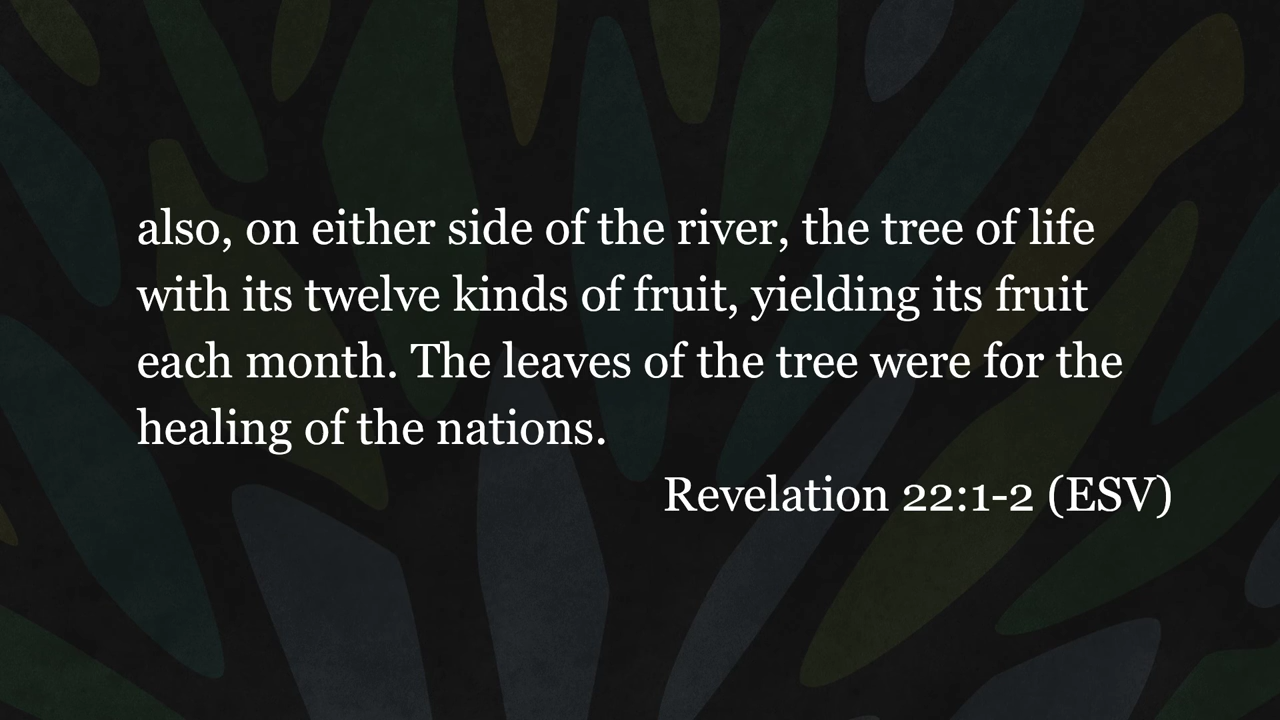 also, on either side of the river, the tree of life
with its twelve kinds of fruit, yielding its fruit
each month. The leaves of the tree were for the
healing of the nations.
Revelation 22:1-2 (ESV)